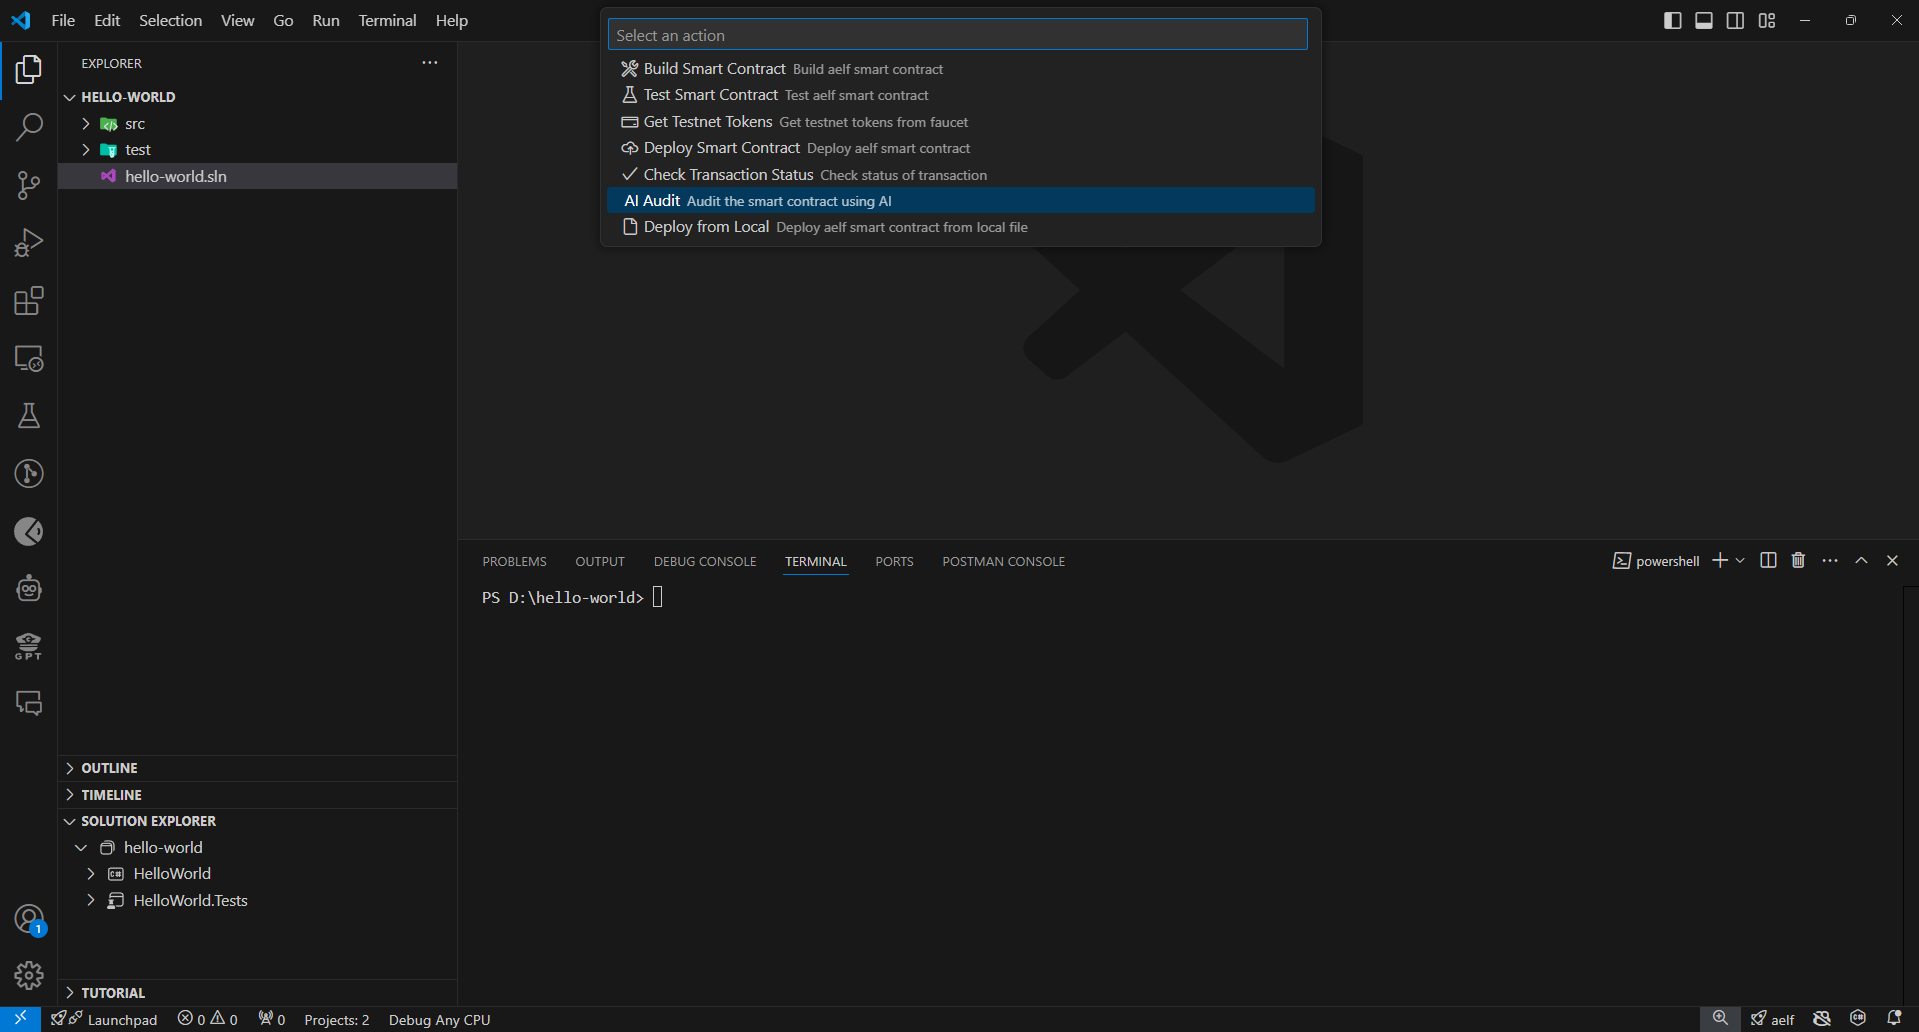 File Edit Selection View Go Run Terminal Help
Select an action
Build Smart Contract Build aelf smart contract
Test Smart Contract Test aelf smart contract
Get Testnet Tokens Get testnet tokens from faucet
Deploy Smart Contract Deploy aelf smart contract
Check Transaction Status Check status of transaction
AI Audit Audit the smart contract using AI
Deploy from Local Deploy aelf smart contract from local file
EXPLORER
HELLO-WORLD
src
test
hello-world.sln
GPT
OUTLINE
TIMELINE
SOLUTION EXPLORER
hello-world
C# HelloWorld
HelloWorld.Tests
1
TUTORIAL
PROBLEMS OUTPUT DEBUG CONSOLE TERMINAL PORTS POSTMAN CONSOLE
powershell
PS D:\hello-world>
Launchpad 0 0 0 Projects: 2 Debug Any CPU
aelf